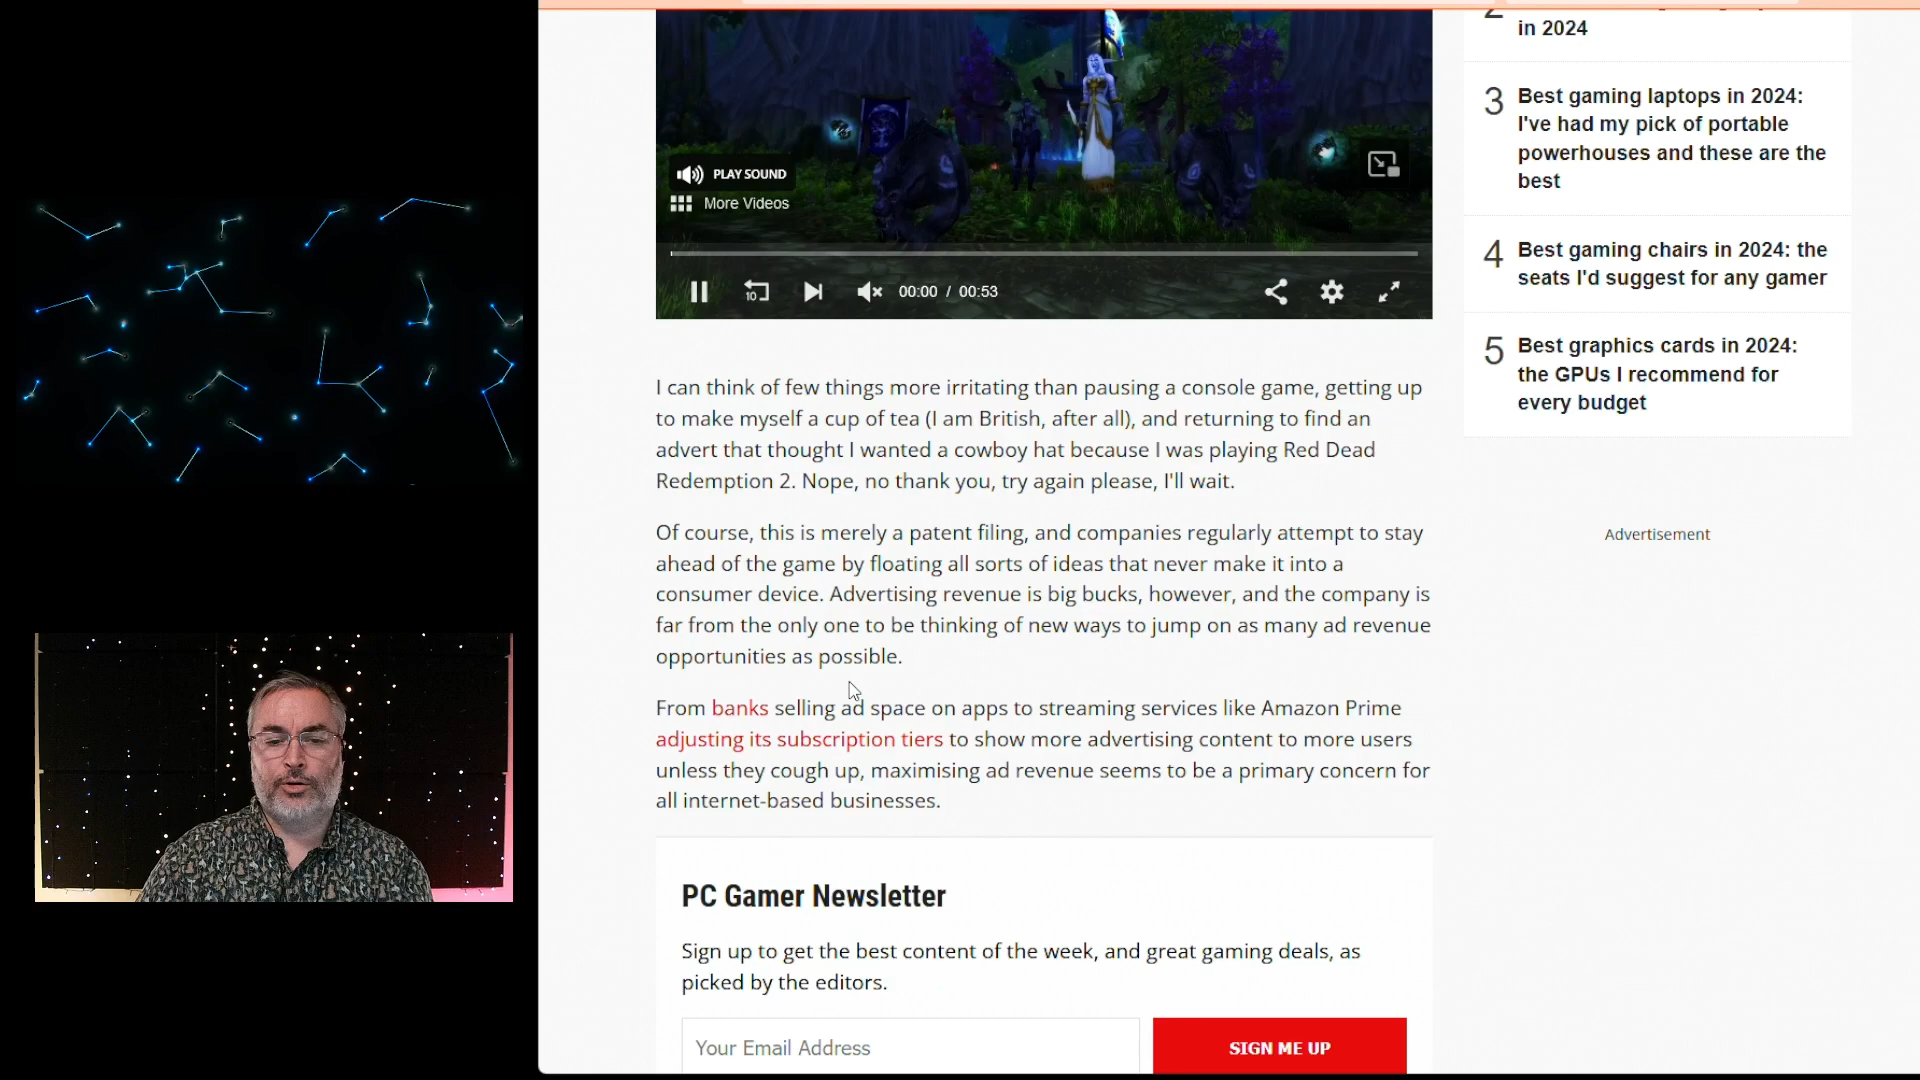 PLAY SOUND
More Videos
10
00:00 / 00:53
I can think of few things more irritating than pausing a console game, getting up
to make myself a cup of tea (I am British, after all), and returning to find an
advert that thought I wanted a cowboy hat because I was playing Red Dead
Redemption 2. Nope, no thank you, try again please, I'll wait.
Of course, this is merely a patent filing, and companies regularly attempt to stay
ahead of the game by floating all sorts of ideas that never make it into a
consumer device. Advertising revenue is big bucks, however, and the company is
far from the only one to be thinking of new ways to jump on as many ad revenue
opportunities as possible.
From banks selling ad space on apps to streaming services like Amazon Prime
adjusting its subscription tiers to show more advertising content to more users
unless they cough up, maximising ad revenue seems to be a primary concern for
all internet-based businesses.
PC Gamer Newsletter
Sign up to get the best content of the week, and great gaming deals, as
picked by the editors.
Your Email Address
SIGN ME UP
2
in 2024
3 Best gaming laptops in 2024:
I've had my pick of portable
powerhouses and these are the
best
4 Best gaming chairs in 2024: the
seats I'd suggest for any gamer
5 Best graphics cards in 2024:
the GPUs I recommend for
every budget
Advertisement